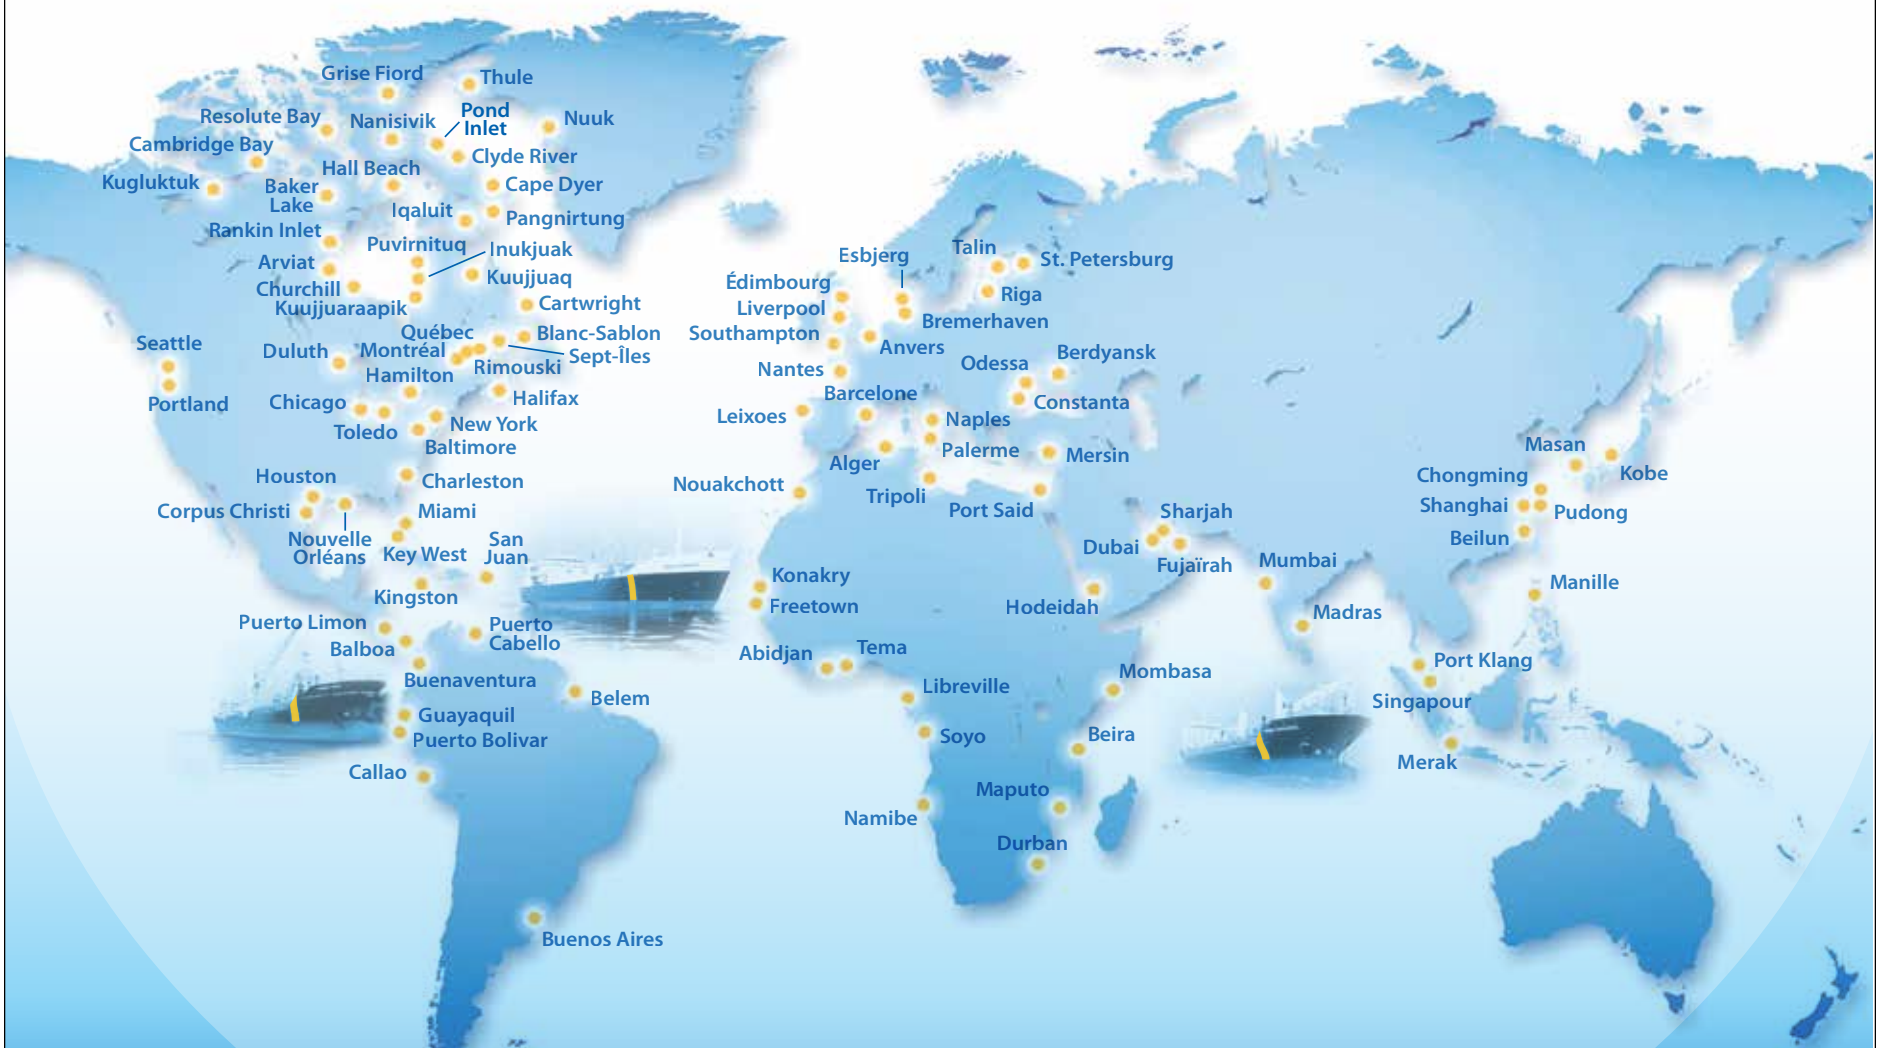 Grise Fiord
Thule
Pond
Inlet
Resolute Bay
Nanisivik
Nuuk
Cambridge Bay
Clyde River
Hall Beach
Kugluktuk
Baker
Lake
Cape Dyer
Iqaluit
Pangnirtung
Rankin Inlet
Puvirnituq
Inukjuak
Arviat
Kuujjuaq
Churchill
Kuujjuaraapik
Cartwright
Québec
Blanc-Sablon
Seattle
Duluth
Montréal
Sept-Îles
Rimouski
Hamilton
Portland
Chicago
Halifax
Toledo
New York
Baltimore
Houston
Charleston
Corpus Christi
Miami
Nouvelle
Orléans
Key West
San
Juan
Kingston
Puerto Limon
Puerto
Cabello
Balboa
Buenaventura
Belem
Guayaquil
Puerto Bolivar
Callao
Buenos Aires
Esbjerg
Talin
St. Petersburg
Édimbourg
Riga
Liverpool
Bremerhaven
Southampton
Anvers
Nantes
Odessa
Berdyansk
Barcelone
Constanta
Leixoes
Naples
Palerme
Mersin
Alger
Nouakchott
Tripoli
Port Said
Sharjah
Dubai
Fujaïrah
Mumbai
Konakry
Freetown
Hodeidah
Madras
Abidjan
Tema
Mombasa
Libreville
Soyo
Beira
Maputo
Namibe
Durban
Masan
Kobe
Chongming
Shanghai
Pudong
Beilun
Manille
Port Klang
Singapour
Merak